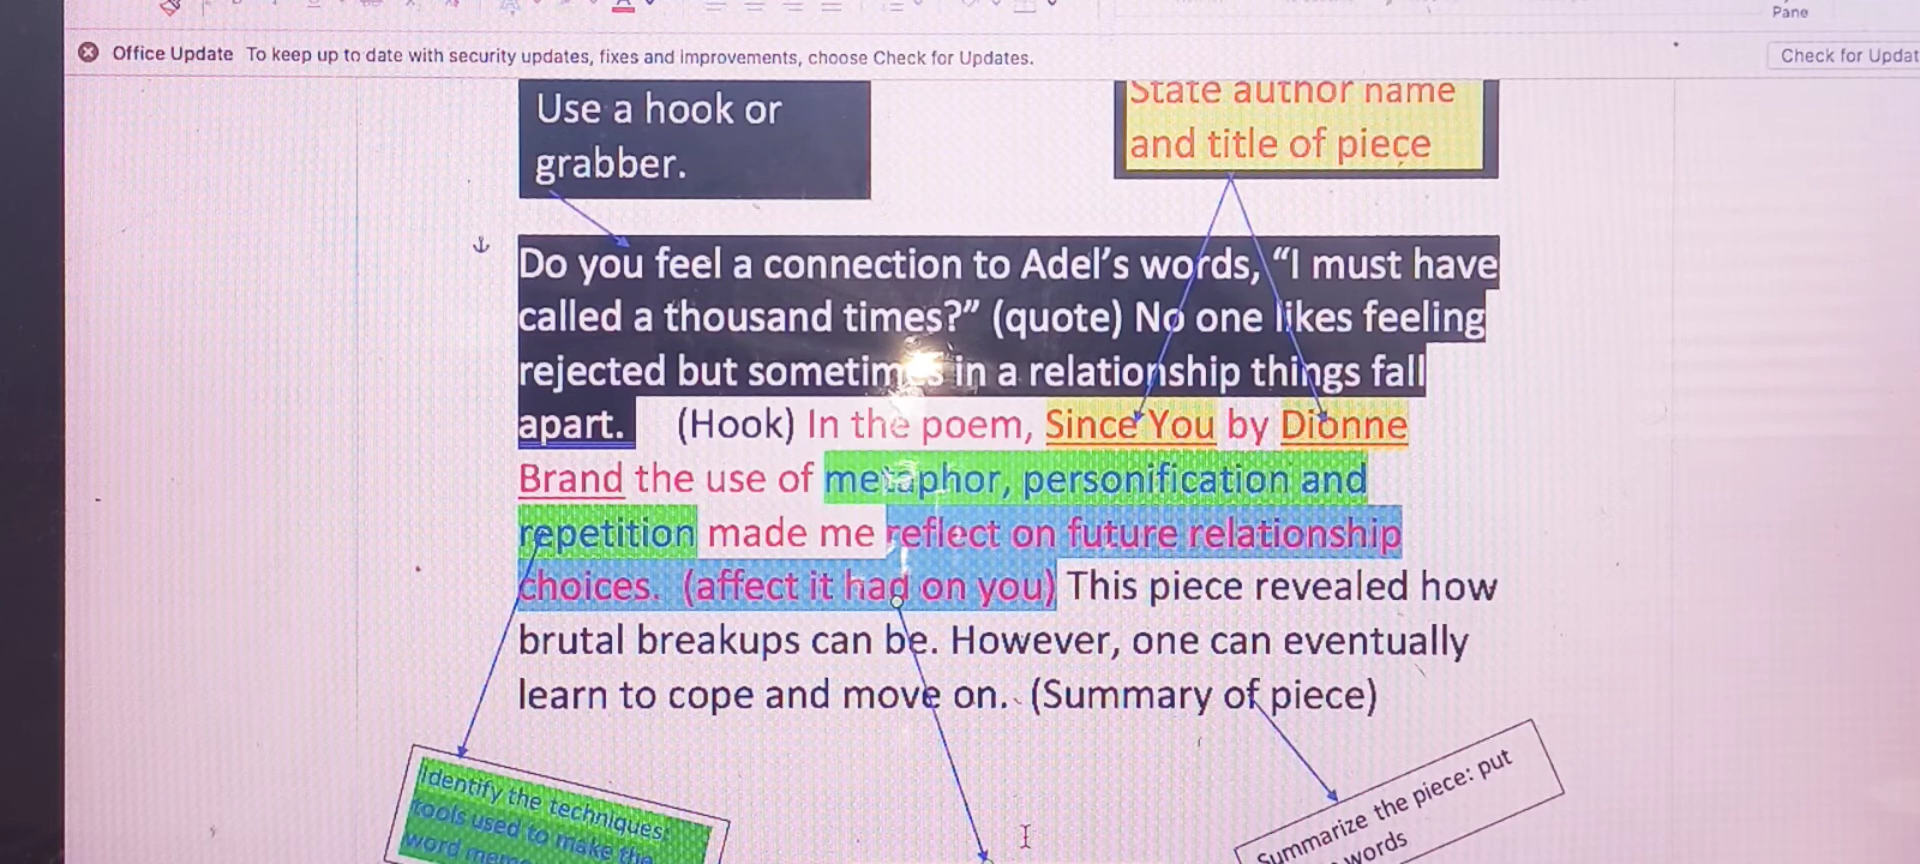 Pane
Office Update To keep up to date with security updates, fixes and improvements, choose Check for Updates.
Check for Updat
Use a hook or
grabber.
State author name
and title of piece
Do you feel a connection to Adel's words, “I must have
called a thousand times?” (quote) No one likes feeling
rejected but sometimes in a relationship things fall
apart. (Hook) In the poem, Since You by Dionne
Brand the use of metaphor, personification and
repetition made me reflect on future relationship
choices. (affect it had on you) This piece revealed how
brutal breakups can be. However, one can eventually
learn to cope and move on. (Summary of piece)
Identify the techniques:
tools used to make the
word
Summarize the piece: put
words